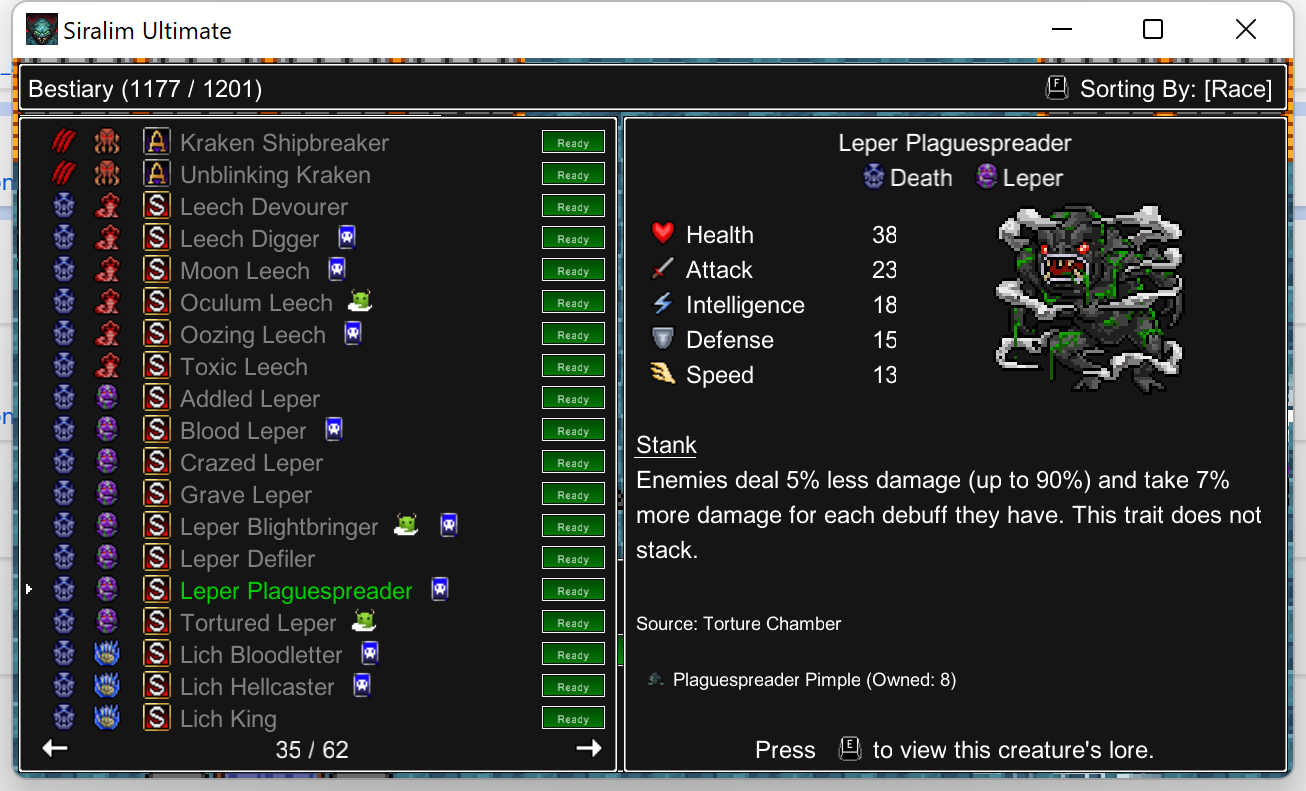 Siralim Ultimate
Bestiary (1177 / 1201)
F Sorting By: [Race]
A Kraken Shipbreaker Ready
A Unblinking Kraken Ready
S Leech Devourer Ready
S Leech Digger Ready
S Moon Leech Ready
S Oculum Leech Ready
S Oozing Leech Ready
S Toxic Leech Ready
S Addled Leper Ready
S Blood Leper Ready
S Crazed Leper Ready
S Grave Leper Ready
S Leper Blightbringer Ready
S Leper Defiler Ready
S Leper Plaguespreader Ready
S Tortured Leper Ready
S Lich Bloodletter Ready
S Lich Hellcaster Ready
S Lich King Ready
35 / 62
Leper Plaguespreader
Death Leper
Health 38
Attack 23
Intelligence 18
Defense 15
Speed 13
Stank
Enemies deal 5% less damage (up to 90%) and take 7%
more damage for each debuff they have. This trait does not
stack.
Source: Torture Chamber
Plaguespreader Pimple (Owned: 8)
Press E to view this creature's lore.